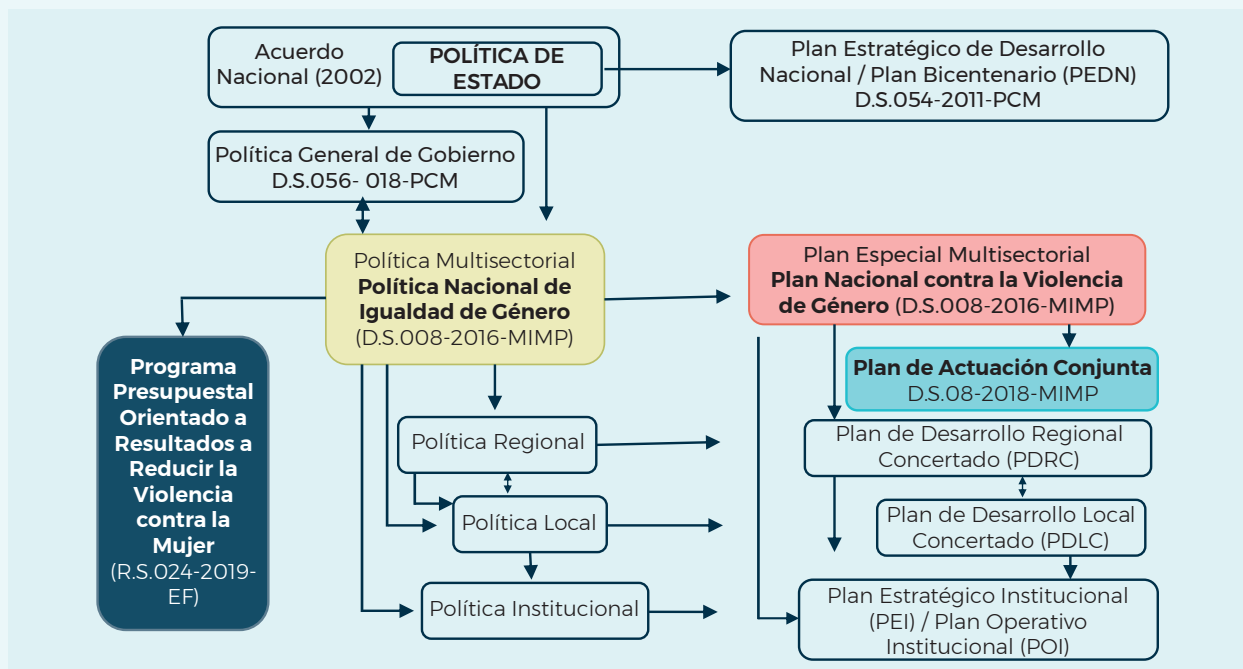 Acuerdo
Nacional (2002)
POLÍTICA DE
ESTADO
Plan Estratégico de Desarrollo
Nacional / Plan Bicentenario (PEDN)
D.S.054-2011-PCM
Política General de Gobierno
D.S.056- 018-PCM
Política Multisectorial
Política Nacional de
Igualdad de Género
(D.S.008-2016-MIMP)
Plan Especial Multisectorial
Plan Nacional contra la Violencia
de Género (D.S.008-2016-MIMP)
Programa
Presupuestal
Orientado a
Resultados a
Reducir la
Violencia
contra la
Mujer
(R.S.024-2019-
EF)
Plan de Actuación Conjunta
D.S.08-2018-MIMP
Política Regional
Plan de Desarrollo Regional
Concertado (PDRC)
Política Local
Plan de Desarrollo Local
Concertado (PDLC)
Política Institucional
Plan Estratégico Institucional
(PEI) / Plan Operativo
Institucional (POI)